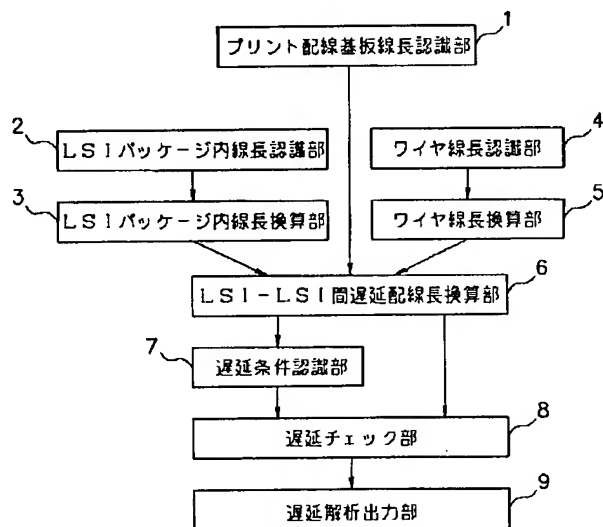 1
プリント配線基板線長認識部
2
LSIパッケージ内線長認識部
4
ワイヤ線長認識部
3
LSIパッケージ内線長換算部
5
ワイヤ線長換算部
6
LSI-LSI間遅延配線長換算部
7
遅延条件認識部
8
遅延チェック部
9
遅延解析出力部